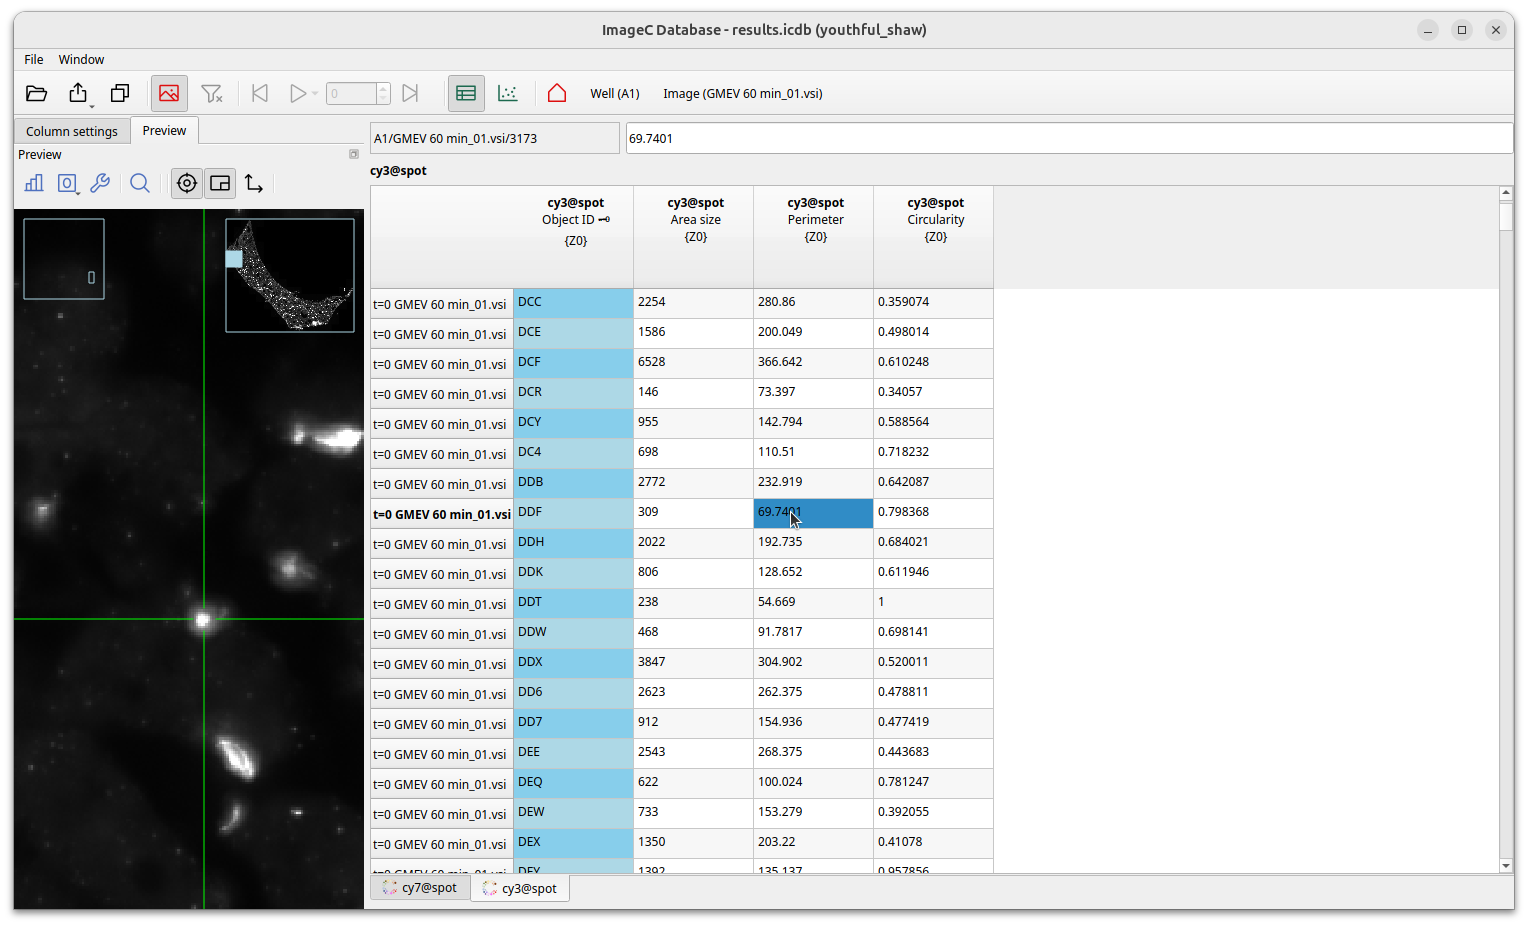 ImageC Database - results.icdb (youthful_shaw)
File Window
0 Well (A1) Image (GMEV 60 min_01.vsi)
Column settings Preview
A1/GMEV 60 min_01.vsi/3173 69.7401
Preview
cy3@spot
cy3@spot cy3@spot cy3@spot cy3@spot
Object ID Area size Perimeter Circularity
{Z0} {Z0} {Z0} {Z0}
t=0 GMEV 60 min_01.vsi DCC 2254 280.86 0.359074
t=0 GMEV 60 min_01.vsi DCE 1586 200.049 0.498014
t=0 GMEV 60 min_01.vsi DCF 6528 366.642 0.610248
t=0 GMEV 60 min_01.vsi DCR 146 73.397 0.34057
t=0 GMEV 60 min_01.vsi DCY 955 142.794 0.588564
t=0 GMEV 60 min_01.vsi DC4 698 110.51 0.718232
t=0 GMEV 60 min_01.vsi DDB 2772 232.919 0.642087
t=0 GMEV 60 min_01.vsi DDF 309 69.7401 0.798368
t=0 GMEV 60 min_01.vsi DDH 2022 192.735 0.684021
t=0 GMEV 60 min_01.vsi DDK 806 128.652 0.611946
t=0 GMEV 60 min_01.vsi DDT 238 54.669 1
t=0 GMEV 60 min_01.vsi DDW 468 91.7817 0.698141
t=0 GMEV 60 min_01.vsi DDX 3847 304.902 0.520011
t=0 GMEV 60 min_01.vsi DD6 2623 262.375 0.478811
t=0 GMEV 60 min_01.vsi DD7 912 154.936 0.477419
t=0 GMEV 60 min_01.vsi DEE 2543 268.375 0.443683
t=0 GMEV 60 min_01.vsi DEQ 622 100.024 0.781247
t=0 GMEV 60 min_01.vsi DEW 733 153.279 0.392055
t=0 GMEV 60 min_01.vsi DEX 1350 203.22 0.41078
t=0 GMEV 60 min_01.vsi DEY 1392 135.137 0.957856
cy7@spot cy3@spot